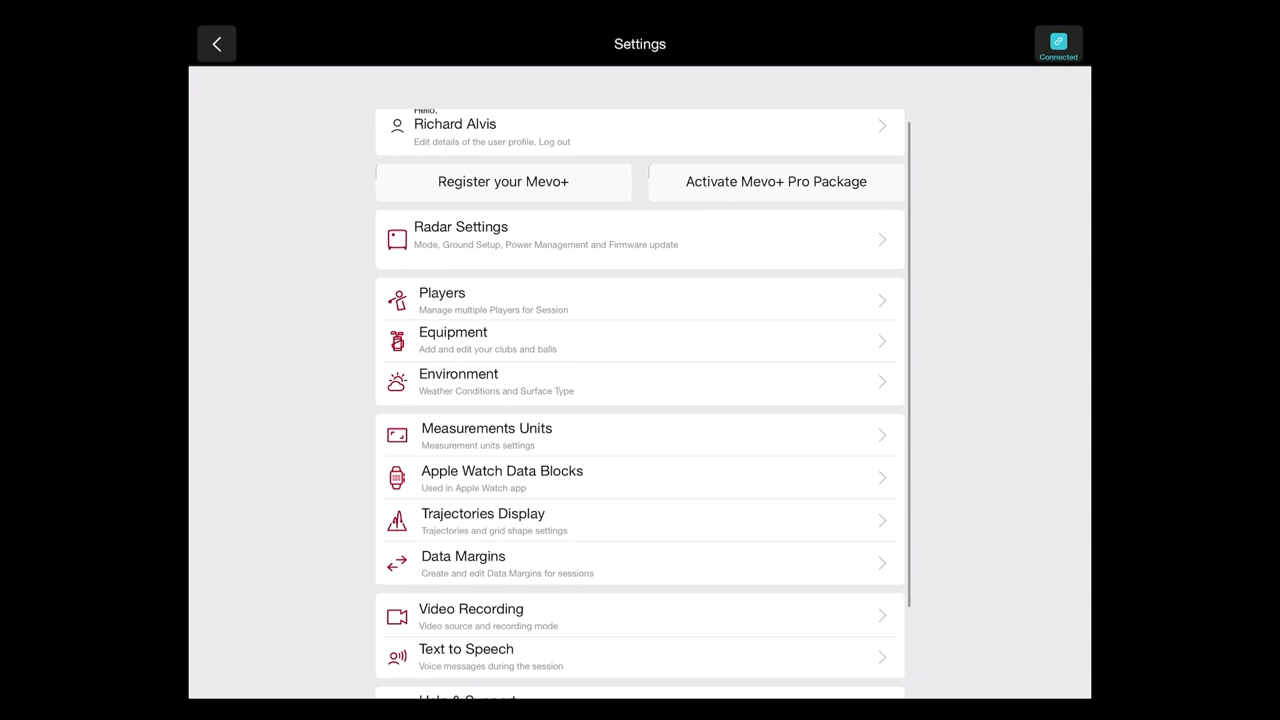 Settings
Connected
Hello,
Richard Alvis
Edit details of the user profile, Log out
Register your Mevo+
Activate Mevo+ Pro Package
Radar Settings
Mode, Ground Setup, Power Management and Firmware update
Players
Manage multiple Players for Session
Equipment
Add and edit your clubs and balls
Environment
Weather Conditions and Surface Type
Measurements Units
Measurement units settings
Apple Watch Data Blocks
Used in Apple Watch app
Trajectories Display
Trajectories and grid shape settings
Data Margins
Create and edit Data Margins for sessions
Video Recording
Video source and recording mode
Text to Speech
Voice messages during the session
Help & Support